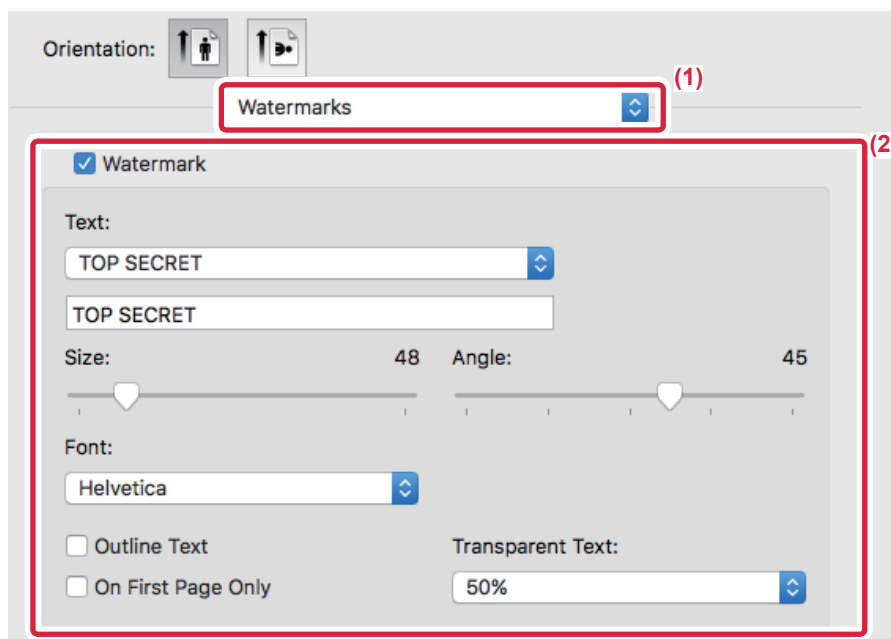 Orientation:
(1)
Watermarks
(2
Watermark
Text:
TOP SECRET
TOP SECRET
Size: 48 Angle: 45
Font:
Helvetica
Outline Text Transparent Text:
On First Page Only 50%